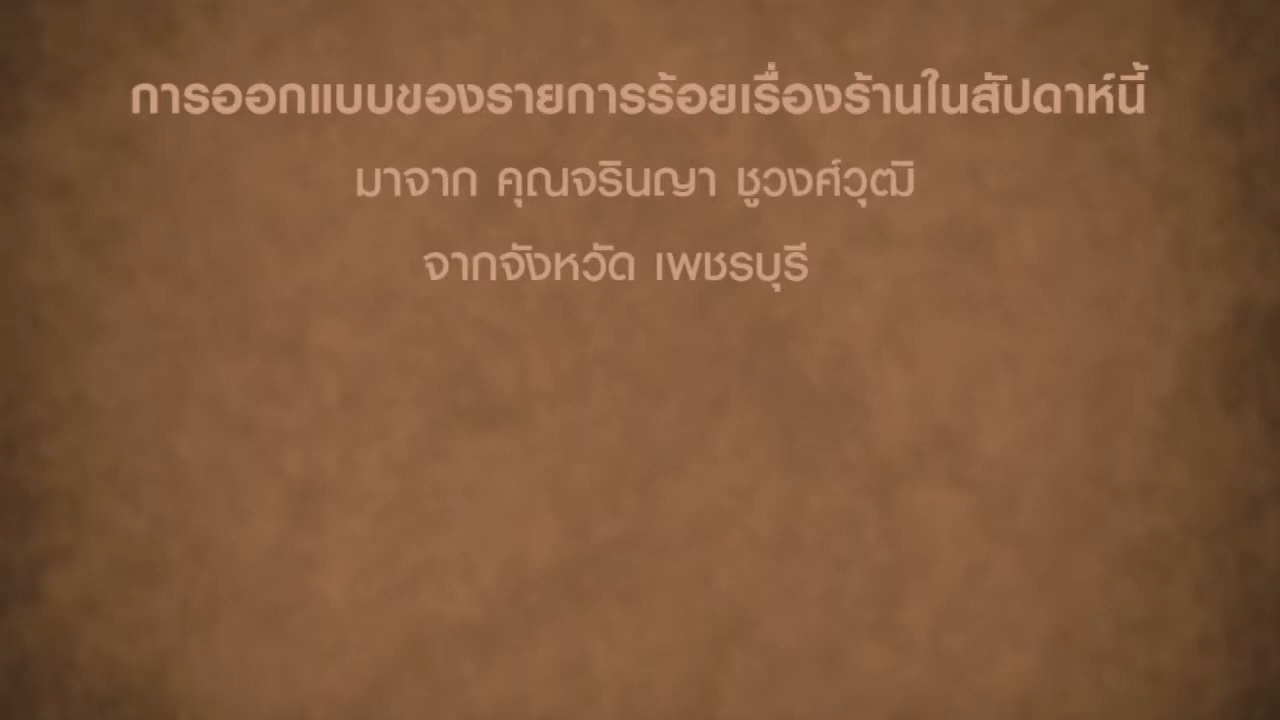 การออกแบบของรายการร้อยเรื่องร้านในสัปดาห์นี้
มาจาก คุณจรินญา ชูวงศ์วุฒิ
จากจังหวัด เพชรบุรี